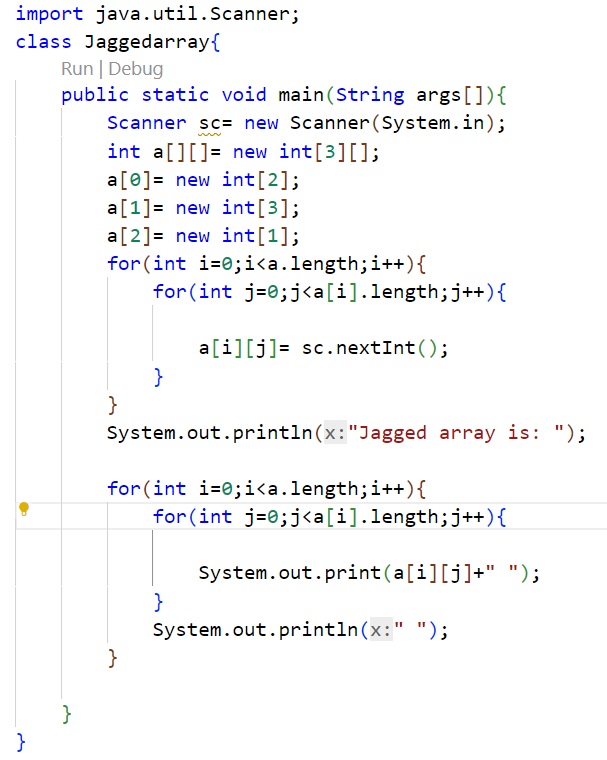 import java.util.Scanner;
class Jaggedarray{
Run | Debug
public static void main(String args[]){
Scanner sc= new Scanner(System.in);
int a[][]= new int[3][];
a[0]= new int[2];
a[1]= new int[3];
a[2]= new int[1];
for(int i=0;i<a.length;i++){
for(int j=0;j<a[i].length;j++){
a[i][j]= sc.nextInt();
}
}
System.out.println(x:"Jagged array is: ");
for(int i=0;i<a.length;i++){
for(int j=0;j<a[i].length;j++){
System.out.print(a[i][j]+" ");
}
System.out.println(x:" ");
}
}
}